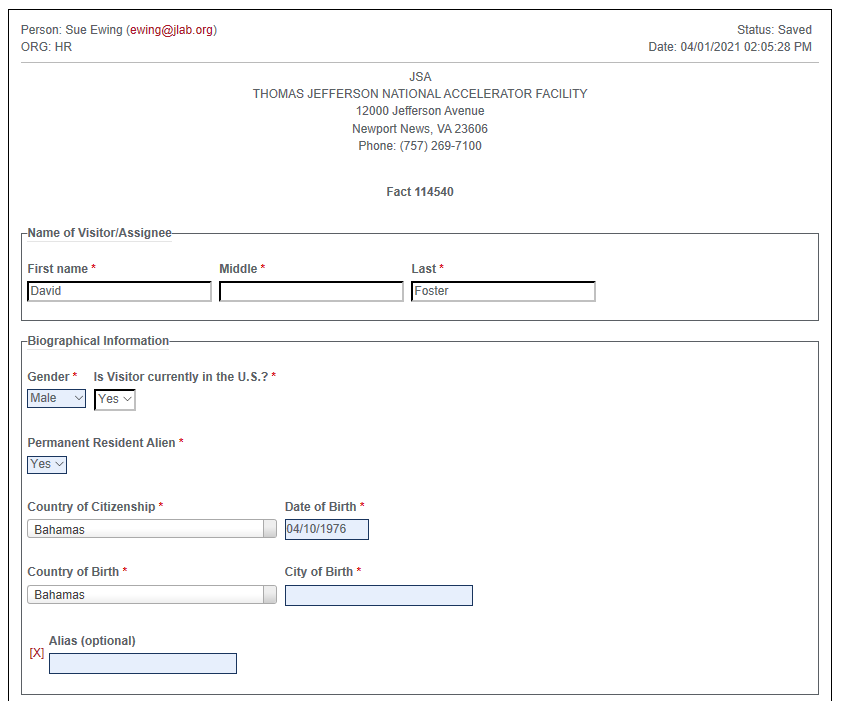 Person: Sue Ewing (ewing@jlab.org)
Status: Saved
ORG: HR
Date: 04/01/2021 02:05:28 PM
JSA
THOMAS JEFFERSON NATIONAL ACCELERATOR FACILITY
12000 Jefferson Avenue
Newport News, VA 23606
Phone: (757) 269-7100
Fact 114540
Name of Visitor/Assignee
First name * Middle * Last *
David Foster
Biographical Information
Gender * Is Visitor currently in the U.S.? *
Male Yes
Permanent Resident Alien *
Yes
Country of Citizenship * Date of Birth *
Bahamas 04/10/1976
Country of Birth * City of Birth *
Bahamas
Alias (optional)
[X]